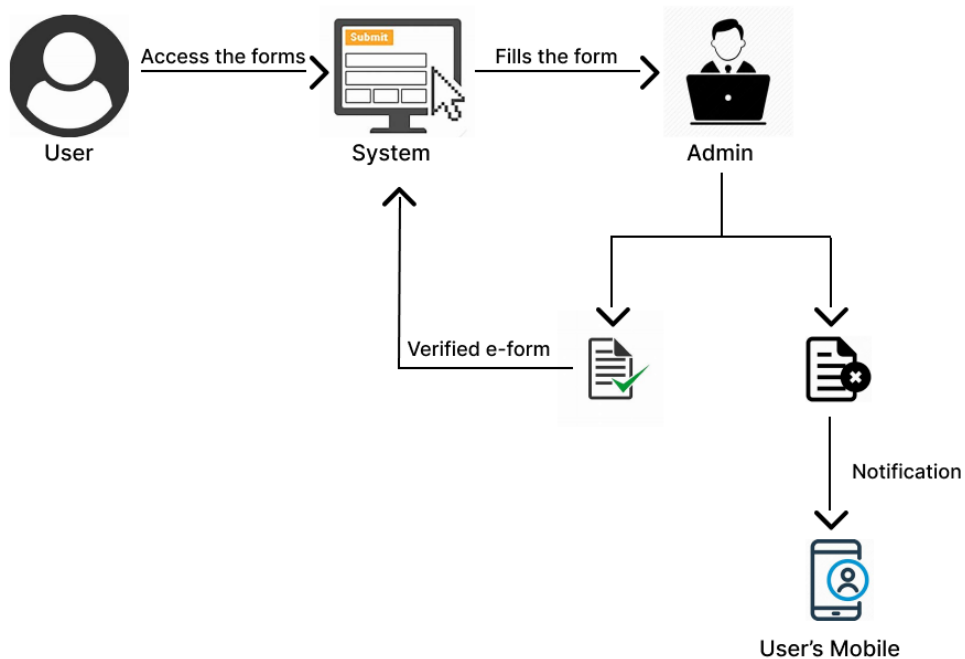 Submit
Access the forms
Fills the form
User
System
Admin
Verified e-form
Notification
User's Mobile